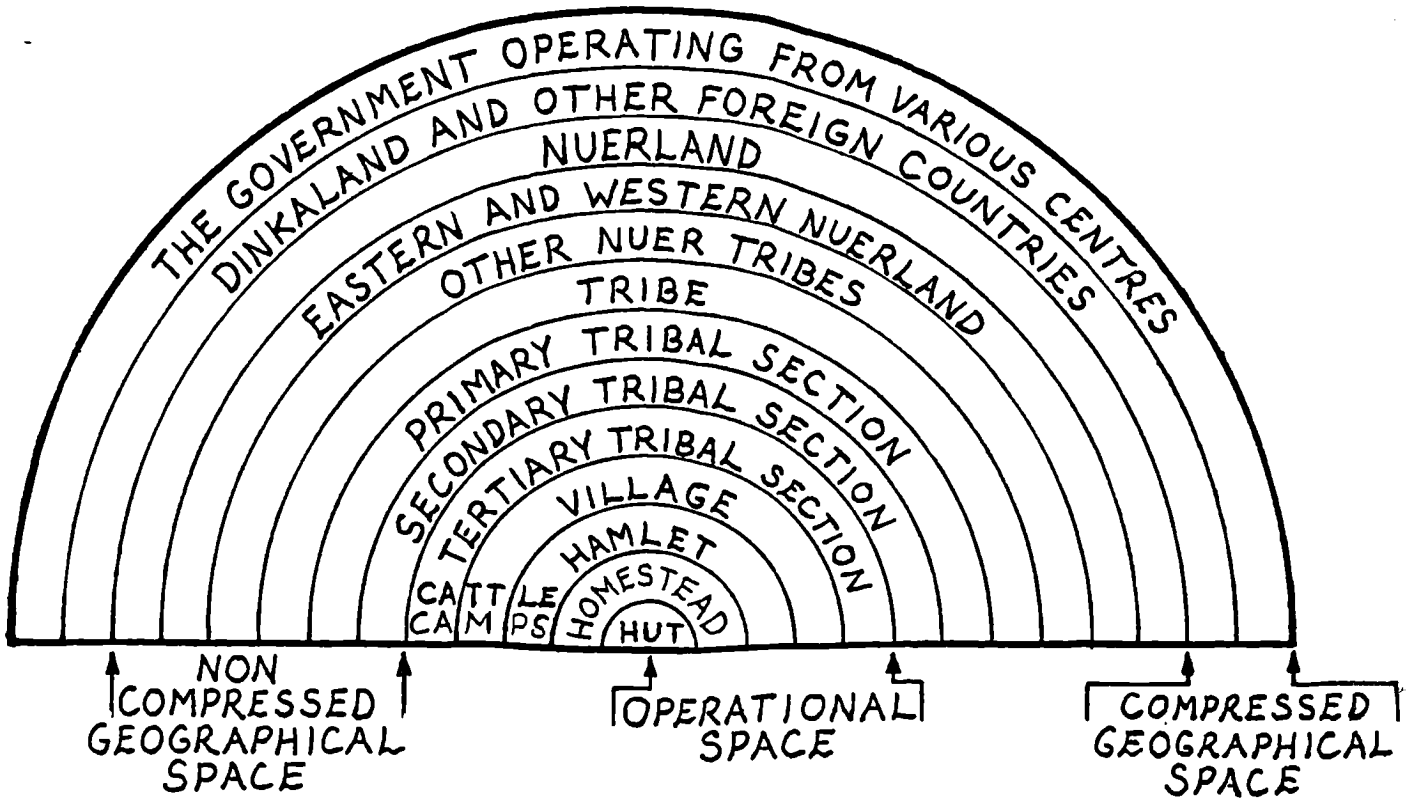 THE GOVERNMENT OPERATING FROM VARIOUS CENTRES
DINKALAND AND OTHER FOREIGN COUNTRIES
NUERLAND
EASTERN AND WESTERN NUERLAND
OTHER NUER TRIBES
TRIBE
PRIMARY TRIBAL SECTION
SECONDARY TRIBAL SECTION
TERTIARY TRIBAL SECTION
VILLAGE
HAMLET
HOMESTEAD
HUT
CATTLE
CAMPS
NON
COMPRESSED
GEOGRAPHICAL
SPACE
OPERATIONAL
SPACE
COMPRESSED
GEOGRAPHICAL
SPACE